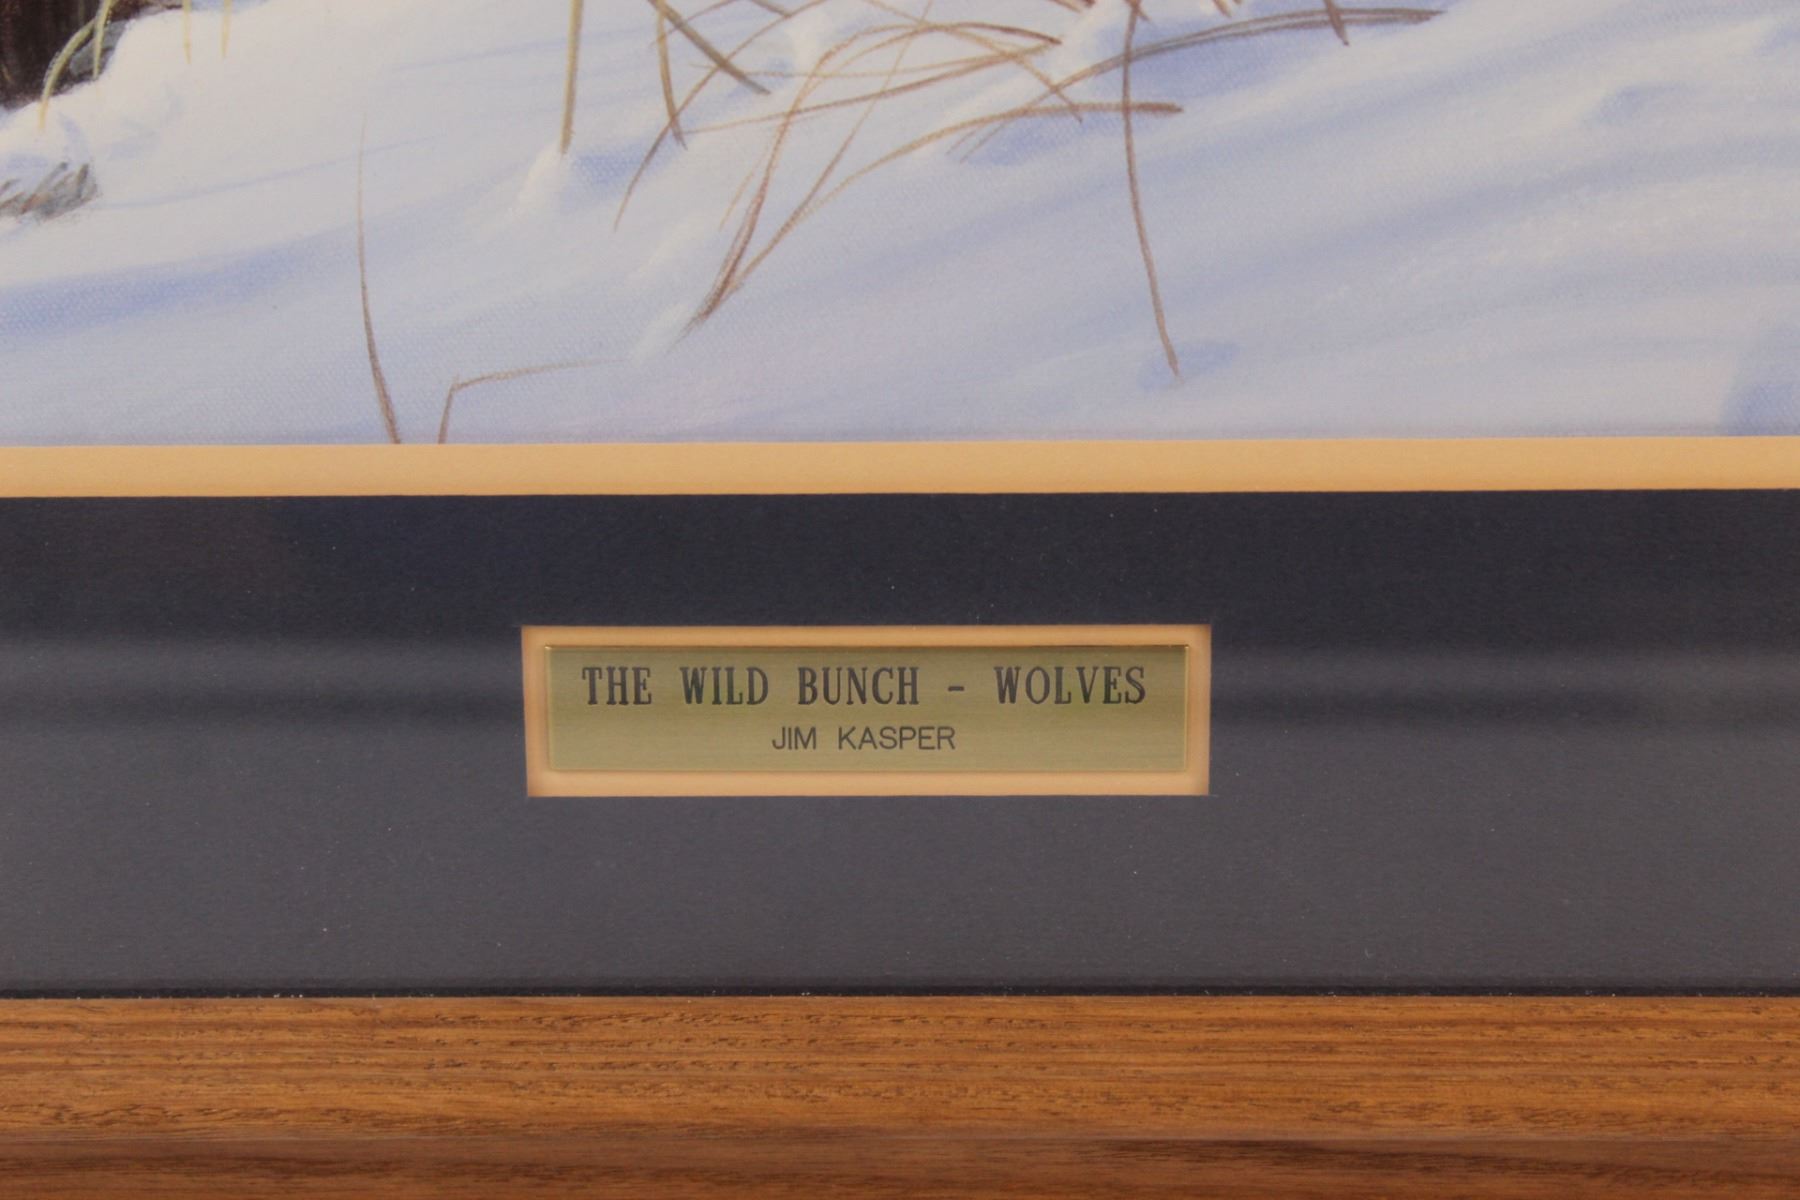 THE WILD BUNCH - WOLVES
JIM KASPER